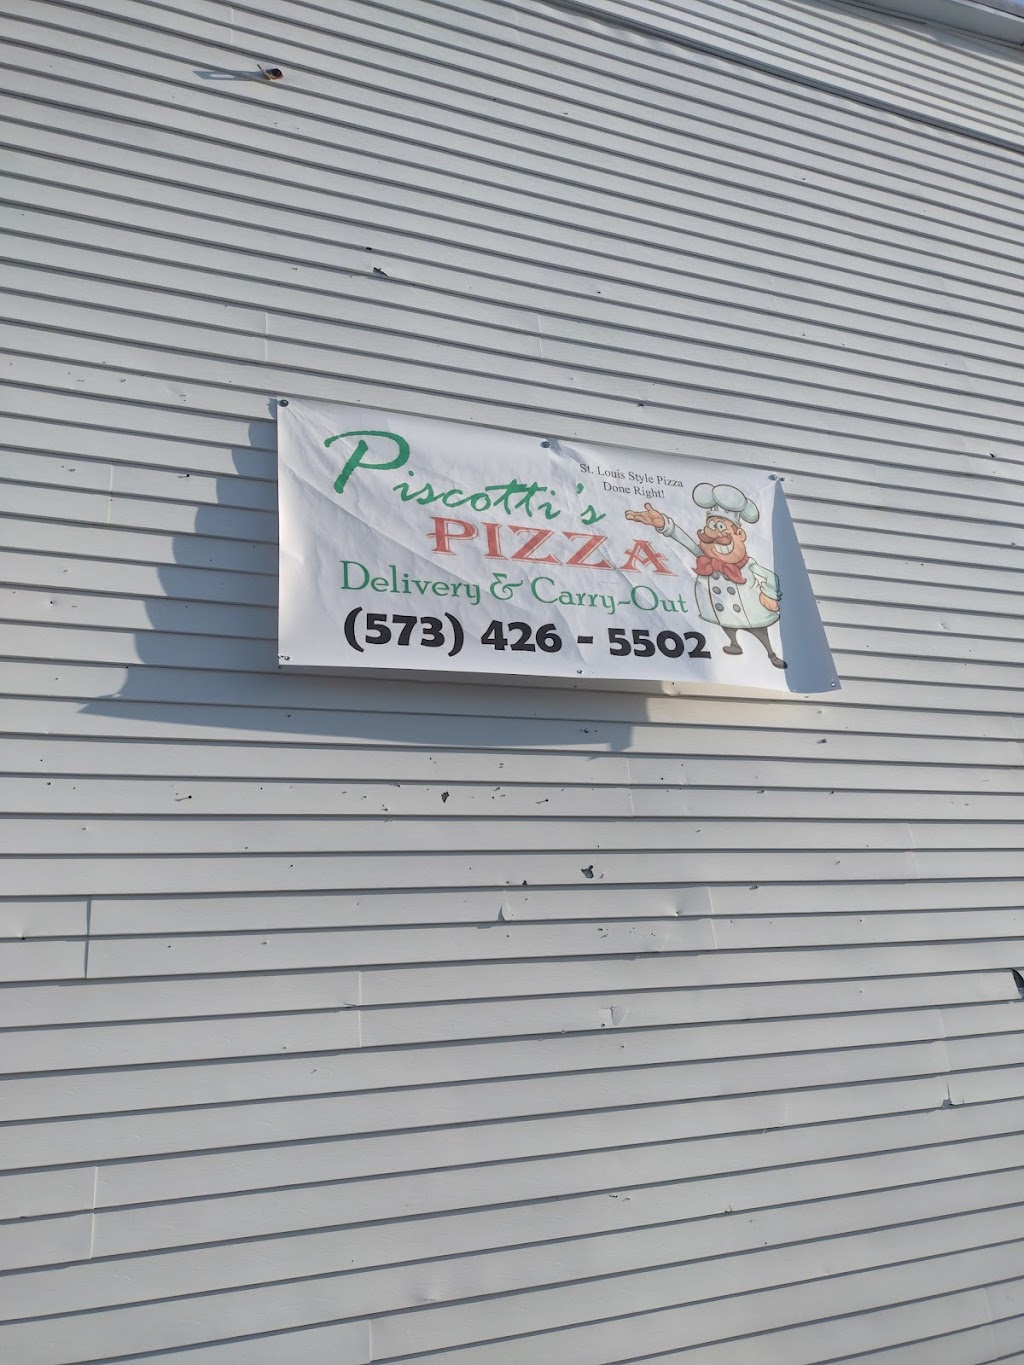 Piscotti's
St. Louis Style Pizza
Done Right!
PIZZA
Delivery & Carry-Out
(573) 426 - 5502